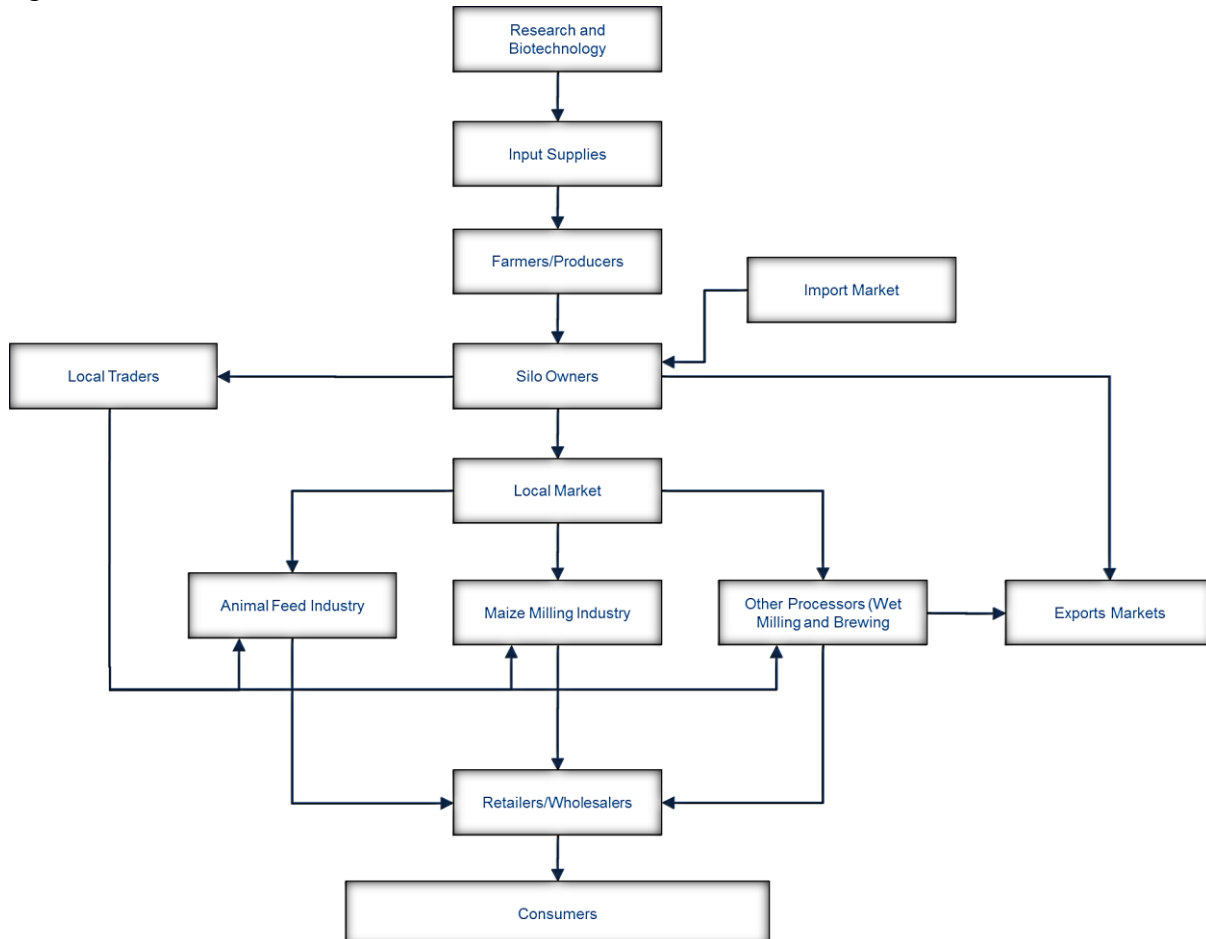 Research and
Biotechnology
Input Supplies
Farmers/Producers
Import Market
Local Traders
Silo Owners
Local Market
Animal Feed Industry
Maize Milling Industry
Other Processors (Wet
Milling and Brewing
Exports Markets
Retailers/Wholesalers
Consumers